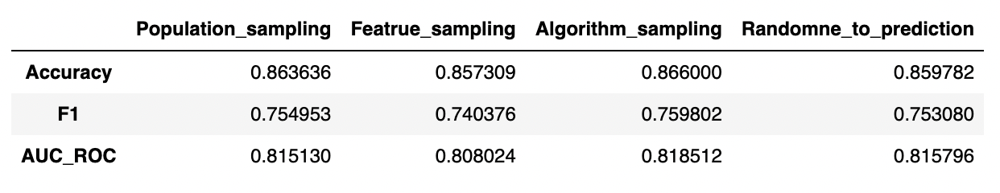 Population_sampling Featrue_sampling Algorithm_sampling Randomne_to_prediction
Accuracy 0.863636 0.857309 0.866000 0.859782
F1 0.754953 0.740376 0.759802 0.753080
AUC_ROC 0.815130 0.808024 0.818512 0.815796